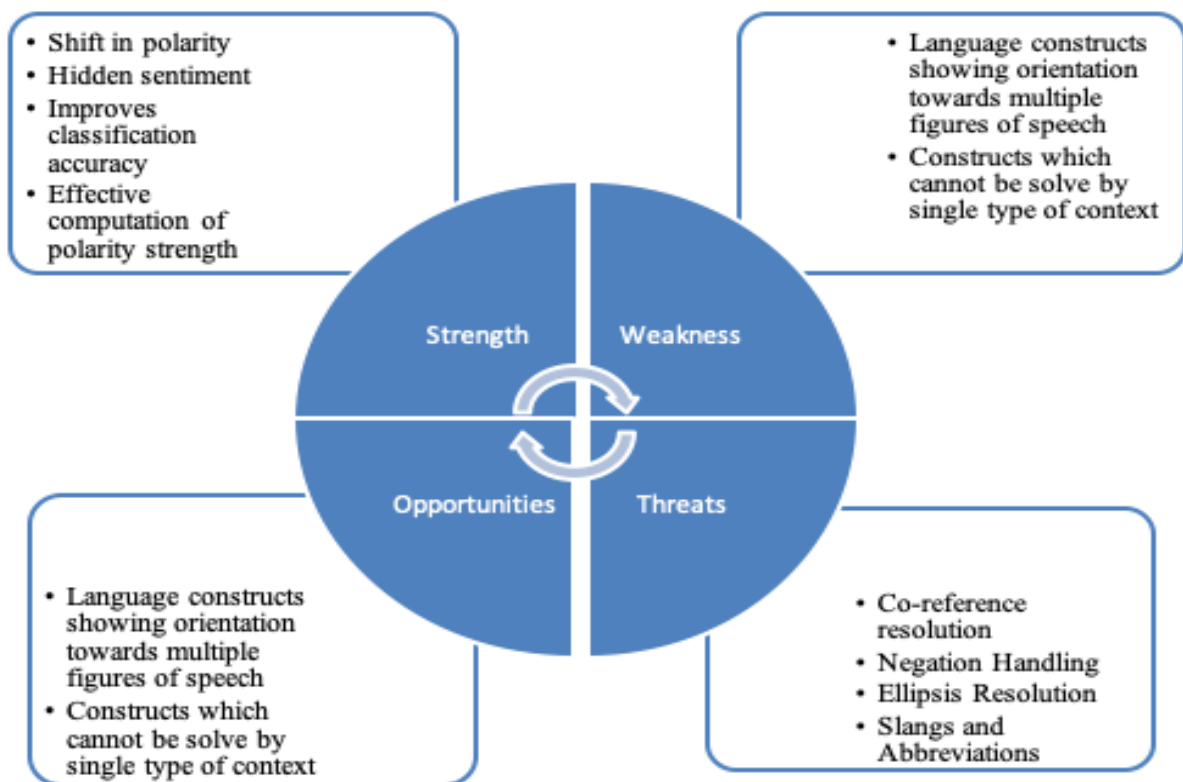 • Shift in polarity
• Hidden sentiment
• Improves
classification
accuracy
• Effective
computation of
polarity strength
• Language constructs
showing orientation
towards multiple
figures of speech
• Constructs which
cannot be solve by
single type of context
Strength
Weakness
Opportunities
Threats
• Language constructs
showing orientation
towards multiple
figures of speech
• Constructs which
cannot be solve by
single type of context
• Co-reference
resolution
• Negation Handling
• Ellipsis Resolution
• Slangs and
Abbreviations